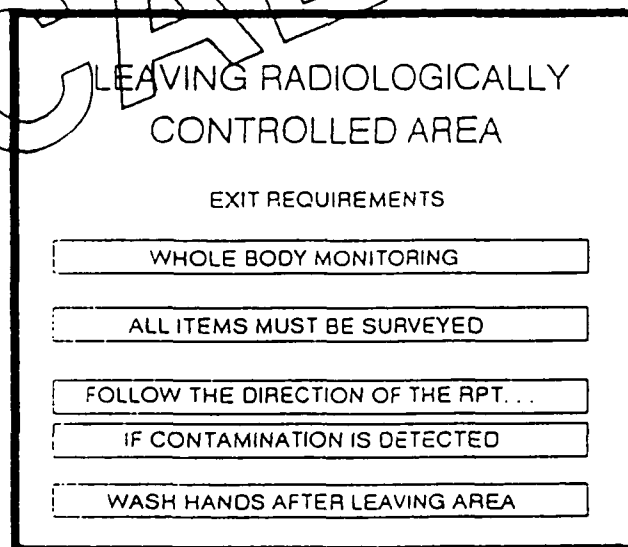 LEAVING RADIOLOGICALLY
CONTROLLED AREA
EXIT REQUIREMENTS
WHOLE BODY MONITORING
ALL ITEMS MUST BE SURVEYED
FOLLOW THE DIRECTION OF THE RPT. . .
IF CONTAMINATION IS DETECTED
WASH HANDS AFTER LEAVING AREA